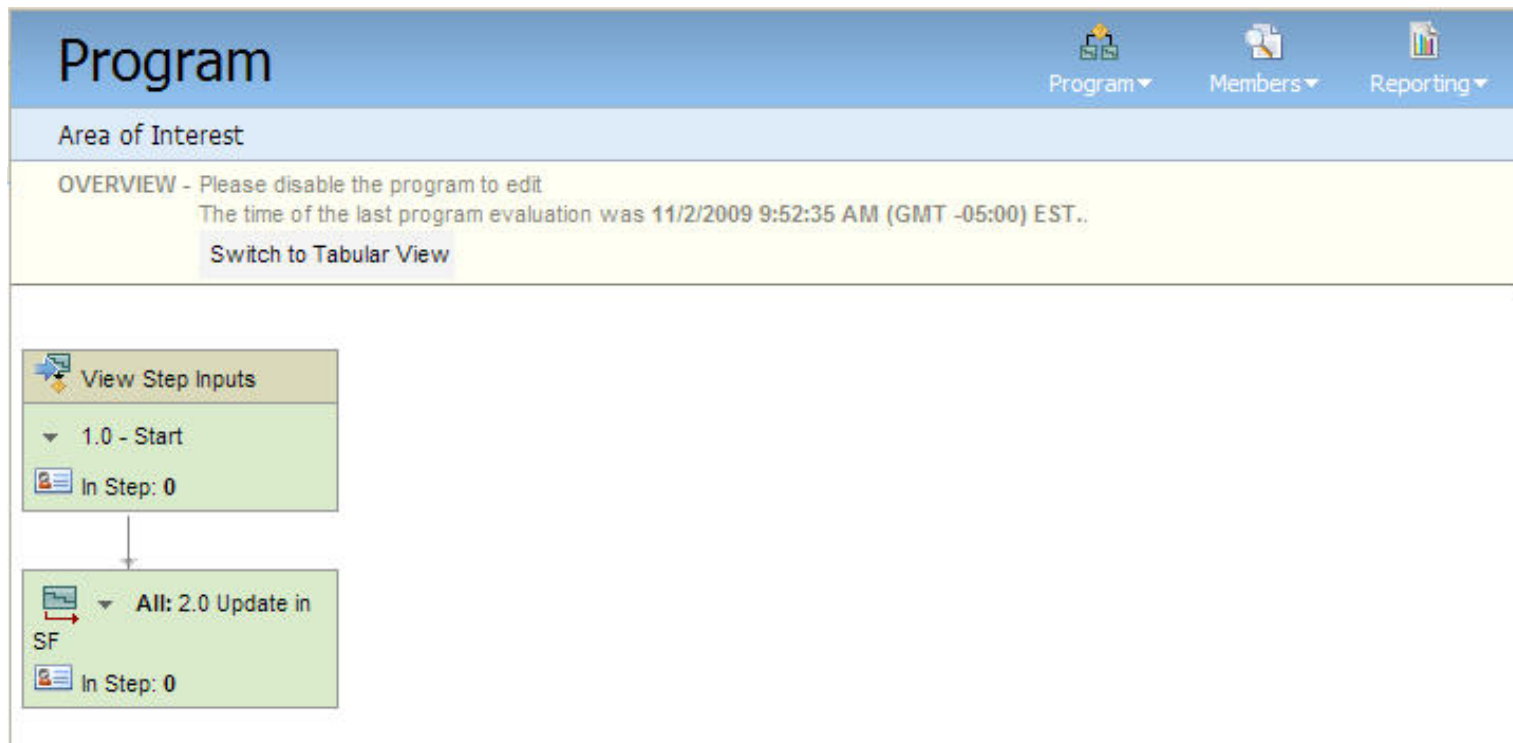 Program
Program
Members
Reporting
Area of Interest
OVERVIEW - Please disable the program to edit
The time of the last program evaluation was 11/2/2009 9:52:35 AM (GMT -05:00) EST..
Switch to Tabular View
View Step Inputs
1.0 - Start
In Step: 0
All: 2.0 Update in
SF
In Step: 0